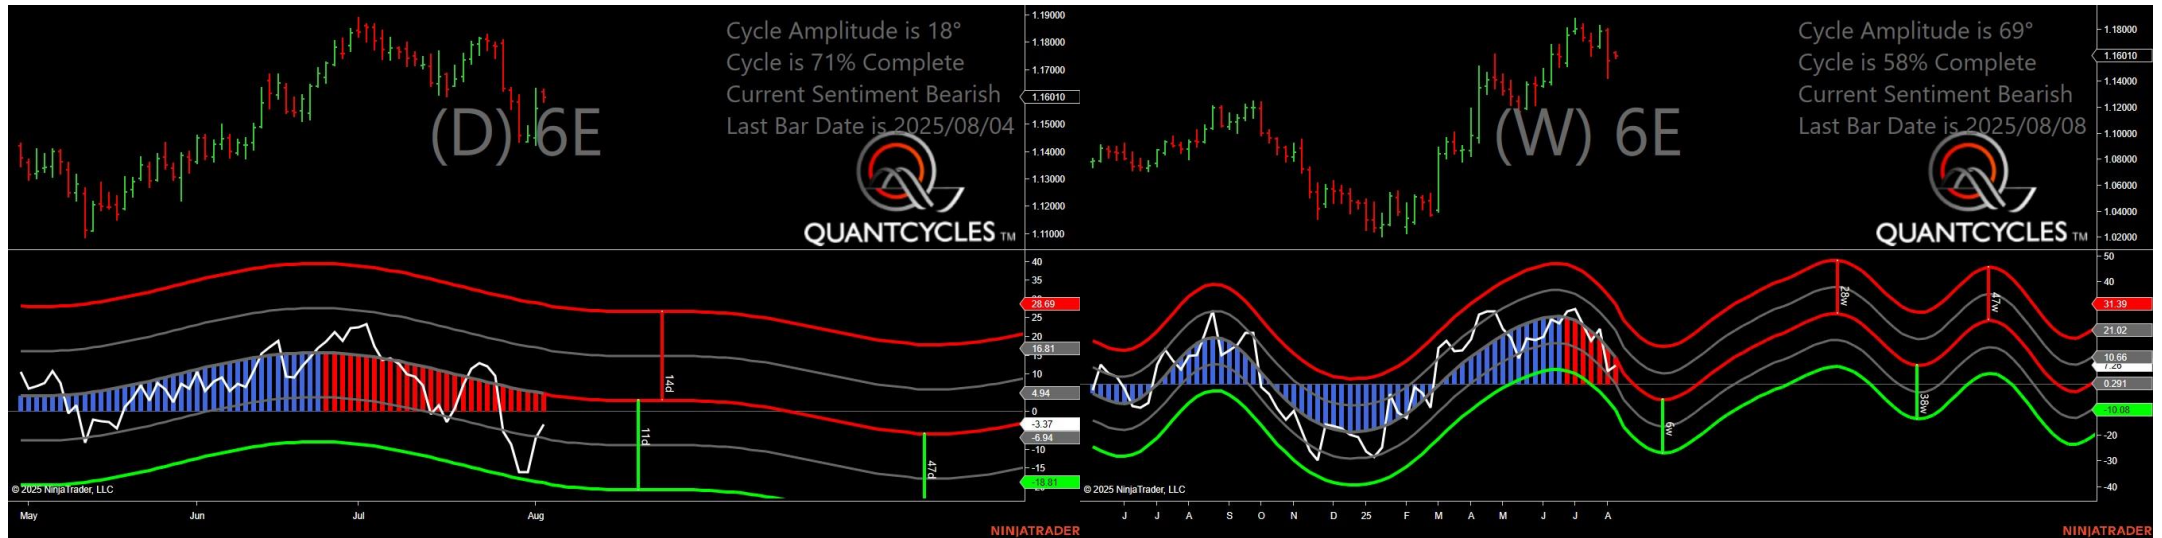 Cycle Amplitude is 18°
Cycle is 71% Complete
Current Sentiment Bearish
Last Bar Date is 2025/08/04
(D) 6E
QUANTCYCLES TM
1.19000
1.18000
1.17000
1.16010
1.15000
1.14000
1.13000
1.12000
1.11000
40
35
28.69
25
20
16.81
15
10
4.94
0
-3.37
-6.94
-10
-15
-18.81
14d
11d
47d
© 2025 NinjaTrader, LLC
May Jun Jul Aug
NINJATRADER
Cycle Amplitude is 69°
Cycle is 58% Complete
Current Sentiment Bearish
Last Bar Date is 2025/08/08
(W) 6E
QUANTCYCLES TM
1.18000
1.16010
1.14000
1.12000
1.10000
1.08000
1.06000
1.04000
1.02000
50
40
31.39
21.02
10.66
7.26
0.291
-10.08
-20
-30
-40
28w
47w
6w
38w
© 2025 NinjaTrader, LLC
J J A S O N D 25 F M A M J J A
NINJATRADER